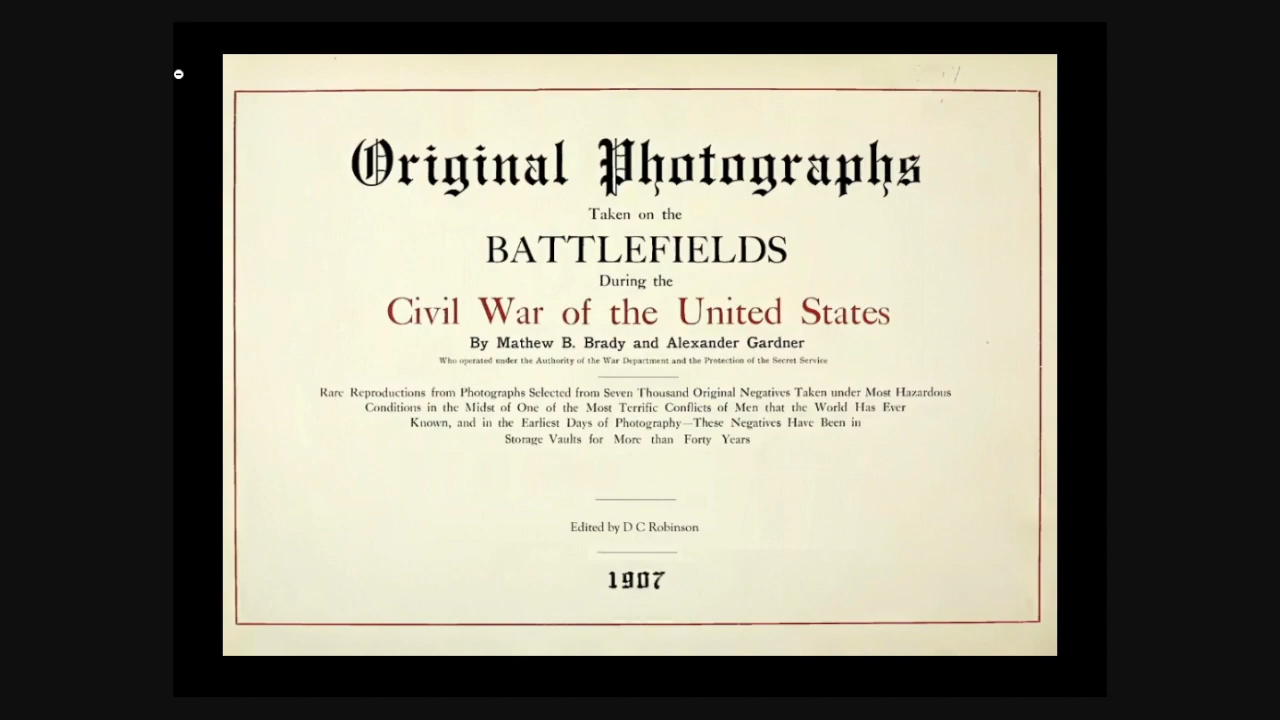 Original Photographs
Taken on the
BATTLEFIELDS
During the
Civil War of the United States
By Mathew B. Brady and Alexander Gardner
Who operated under the Authority of the War Department and the Protection of the Secret Service
Rare Reproductions from Photographs Selected from Seven Thousand Original Negatives Taken under Most Hazardous
Conditions in the Midst of One of the Most Terrific Conflicts of Men that the World Has Ever
Known, and in the Earliest Days of Photography—These Negatives Have Been in
Storage Vaults for More than Forty Years
Edited by D C Robinson
1907